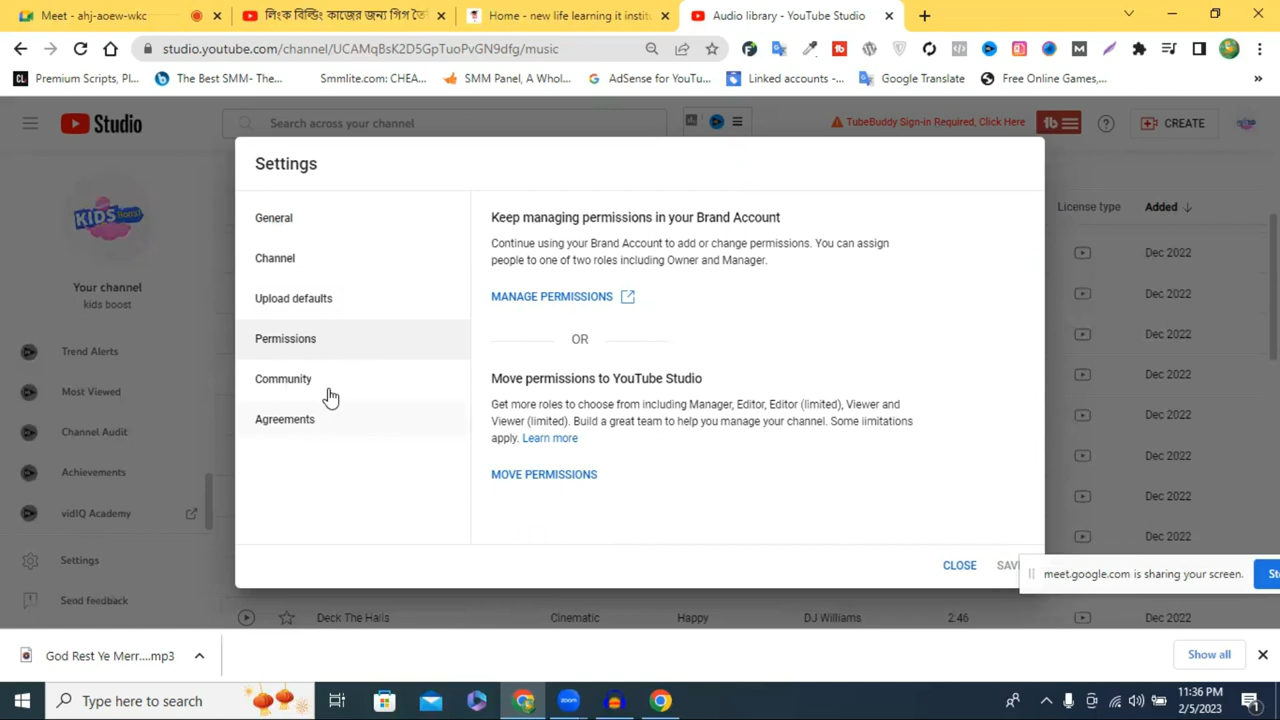 Meet - ahj-aoew-wkc
লিংক বিল্ডিং কাজের জন্য গিগ তৈ
Home - new life learning it instit
Audio library - YouTube Studio
studio.youtube.com/channel/UCAMqBsK2D5GpTuoPvGN9dfg/music
Premium Scripts, Pl...
The Best SMM- The...
Smmlite.com: CHEA...
SMM Panel, A Whol...
AdSense for YouTu...
Linked accounts -...
Google Translate
Free Online Games,...
Studio
Search across your channel
TubeBuddy Sign-in Required, Click Here
tb
CREATE
Settings
General
Channel
Upload defaults
Permissions
Community
Agreements
Keep managing permissions in your Brand Account
Continue using your Brand Account to add or change permissions. You can assign
people to one of two roles including Owner and Manager.
MANAGE PERMISSIONS
OR
Move permissions to YouTube Studio
Get more roles to choose from including Manager, Editor, Editor (limited), Viewer and
Viewer (limited). Build a great team to help you manage your channel. Some limitations
apply. Learn more
MOVE PERMISSIONS
CLOSE
SAV
KIDS
Boost
Your channel
kids boost
Trend Alerts
Most Viewed
Channel Audit
Achievements
vidIQ Academy
Settings
Send feedback
License type
Added
Dec 2022
Dec 2022
Dec 2022
Dec 2022
Dec 2022
Dec 2022
Dec 2022
Dec 2022
meet.google.com is sharing your screen.
St
Deck The Halls
Cinematic
Happy
DJ Williams
2:46
Dec 2022
God Rest Ye Merr....mp3
Show all
Type here to search
zoom
11:36 PM
2/5/2023
1